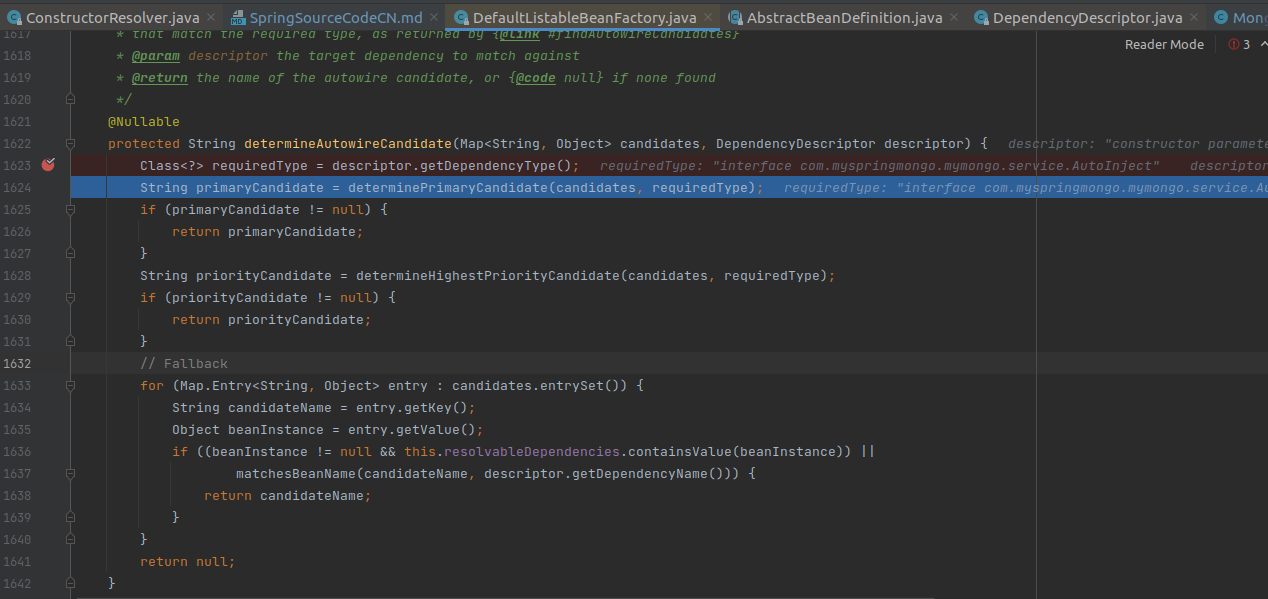 ConstructorResolver.java SpringSourceCodeCN.md DefaultListableBeanFactory.java AbstractBeanDefinition.java DependencyDescriptor.java Mong
1617 * that match the required type, as returned by {@link #findAutowireCandidates}
Reader Mode 3
1618 * @param descriptor the target dependency to match against
1619 * @return the name of the autowire candidate, or {@code null} if none found
1620 */
1621 @Nullable
1622 protected String determineAutowireCandidate(Map<String, Object> candidates, DependencyDescriptor descriptor) { descriptor: "constructor paramete
1623 Class<?> requiredType = descriptor.getDependencyType(); requiredType: "interface com.myspringmongo.mymongo.service.AutoInject" descriptor
1624 String primaryCandidate = determinePrimaryCandidate(candidates, requiredType); requiredType: "interface com.myspringmongo.mymongo.service.Au
1625 if (primaryCandidate != null) {
1626 return primaryCandidate;
1627 }
1628 String priorityCandidate = determineHighestPriorityCandidate(candidates, requiredType);
1629 if (priorityCandidate != null) {
1630 return priorityCandidate;
1631 }
1632 // Fallback
1633 for (Map.Entry<String, Object> entry : candidates.entrySet()) {
1634 String candidateName = entry.getKey();
1635 Object beanInstance = entry.getValue();
1636 if ((beanInstance != null && this.resolvableDependencies.containsValue(beanInstance)) ||
1637 matchesBeanName(candidateName, descriptor.getDependencyName())) {
1638 return candidateName;
1639 }
1640 }
1641 return null;
1642 }